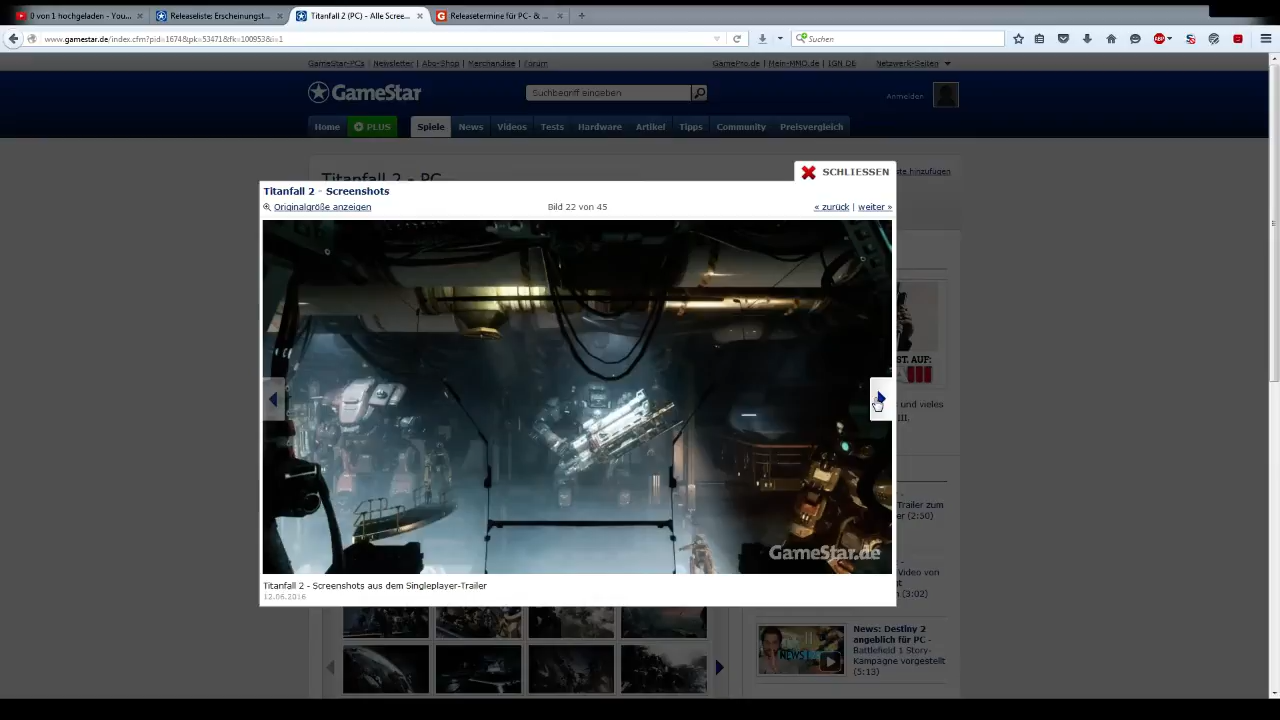 0 von 1 hochgeladen - You...
Releaseliste: Erscheinungst...
Titanfall 2 (PC) - Alle Scree...
Releasetermine für PC- & ...
www.gamestar.de/index.cfm?pid=1674&pk=53471&fk=100953&i=1
Suchen
GameStar-PCs Newsletter Abo-Shop Merchandise Forum
GamePro.de | Mein-MMO.de | IGN DE
Netzwerk-Seiten
GameStar
Suchbegriff eingeben
Anmelden
Home PLUS Spiele News Videos Tests Hardware Artikel Tipps Community Preisvergleich
Titanfall 2 - PC
SCHLIESSEN
hinzufügen
Titanfall 2 - Screenshots
Originalgröße anzeigen
Bild 22 von 45
« zurück | weiter »
ST. AUF:
und vieles
GameStar.de
Trailer zum
(2:50)
Video von
(3:02)
Titanfall 2 - Screenshots aus dem Singleplayer-Trailer
12.06.2016
NEWS
News: Destiny 2
angeblich für PC -
Battlefield 1 Story-
Kampagne vorgestellt
(5:13)